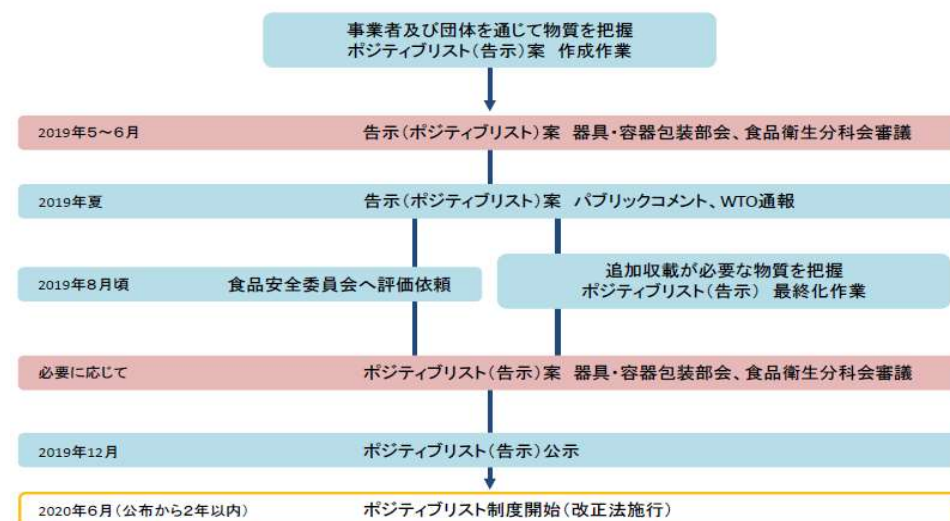 事業者及び団体を通じて物質を把握
ポジティブリスト(告示)案 作成作業
2019年5～6月 告示(ポジティブリスト)案 器具・容器包装部会、食品衛生分科会審議
2019年夏 告示(ポジティブリスト)案 パブリックコメント、WTO通報
2019年8月頃 食品安全委員会へ評価依頼
追加収載が必要な物質を把握
ポジティブリスト(告示) 最終化作業
必要に応じて ポジティブリスト(告示)案 器具・容器包装部会、食品衛生分科会審議
2019年12月 ポジティブリスト(告示)公示
2020年6月(公布から2年以内) ポジティブリスト制度開始(改正法施行)